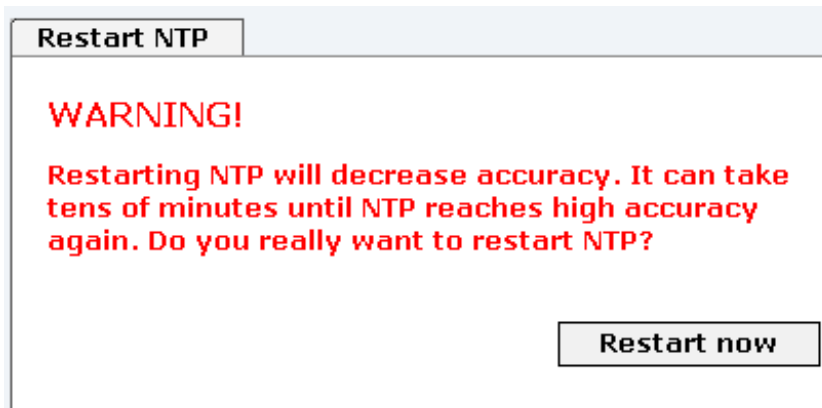 Restart NTP
WARNING!
Restarting NTP will decrease accuracy. It can take
tens of minutes until NTP reaches high accuracy
again. Do you really want to restart NTP?
Restart now